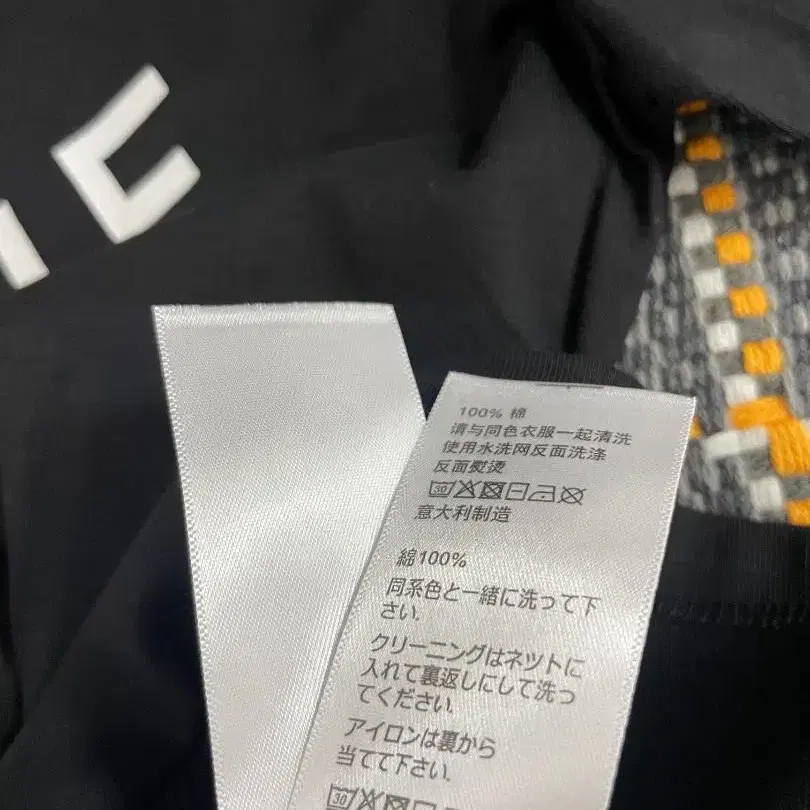 IC
100% 棉
请与同色衣服一起清洗
使用水洗网反面洗涤
反面熨烫
30
意大利制造
綿100%
同系色と一緒に洗って下
さい.
クリーニングはネツトに
入れて裏返しにして洗っ
てください.
アイロンは裏から
当てて下さい.
30